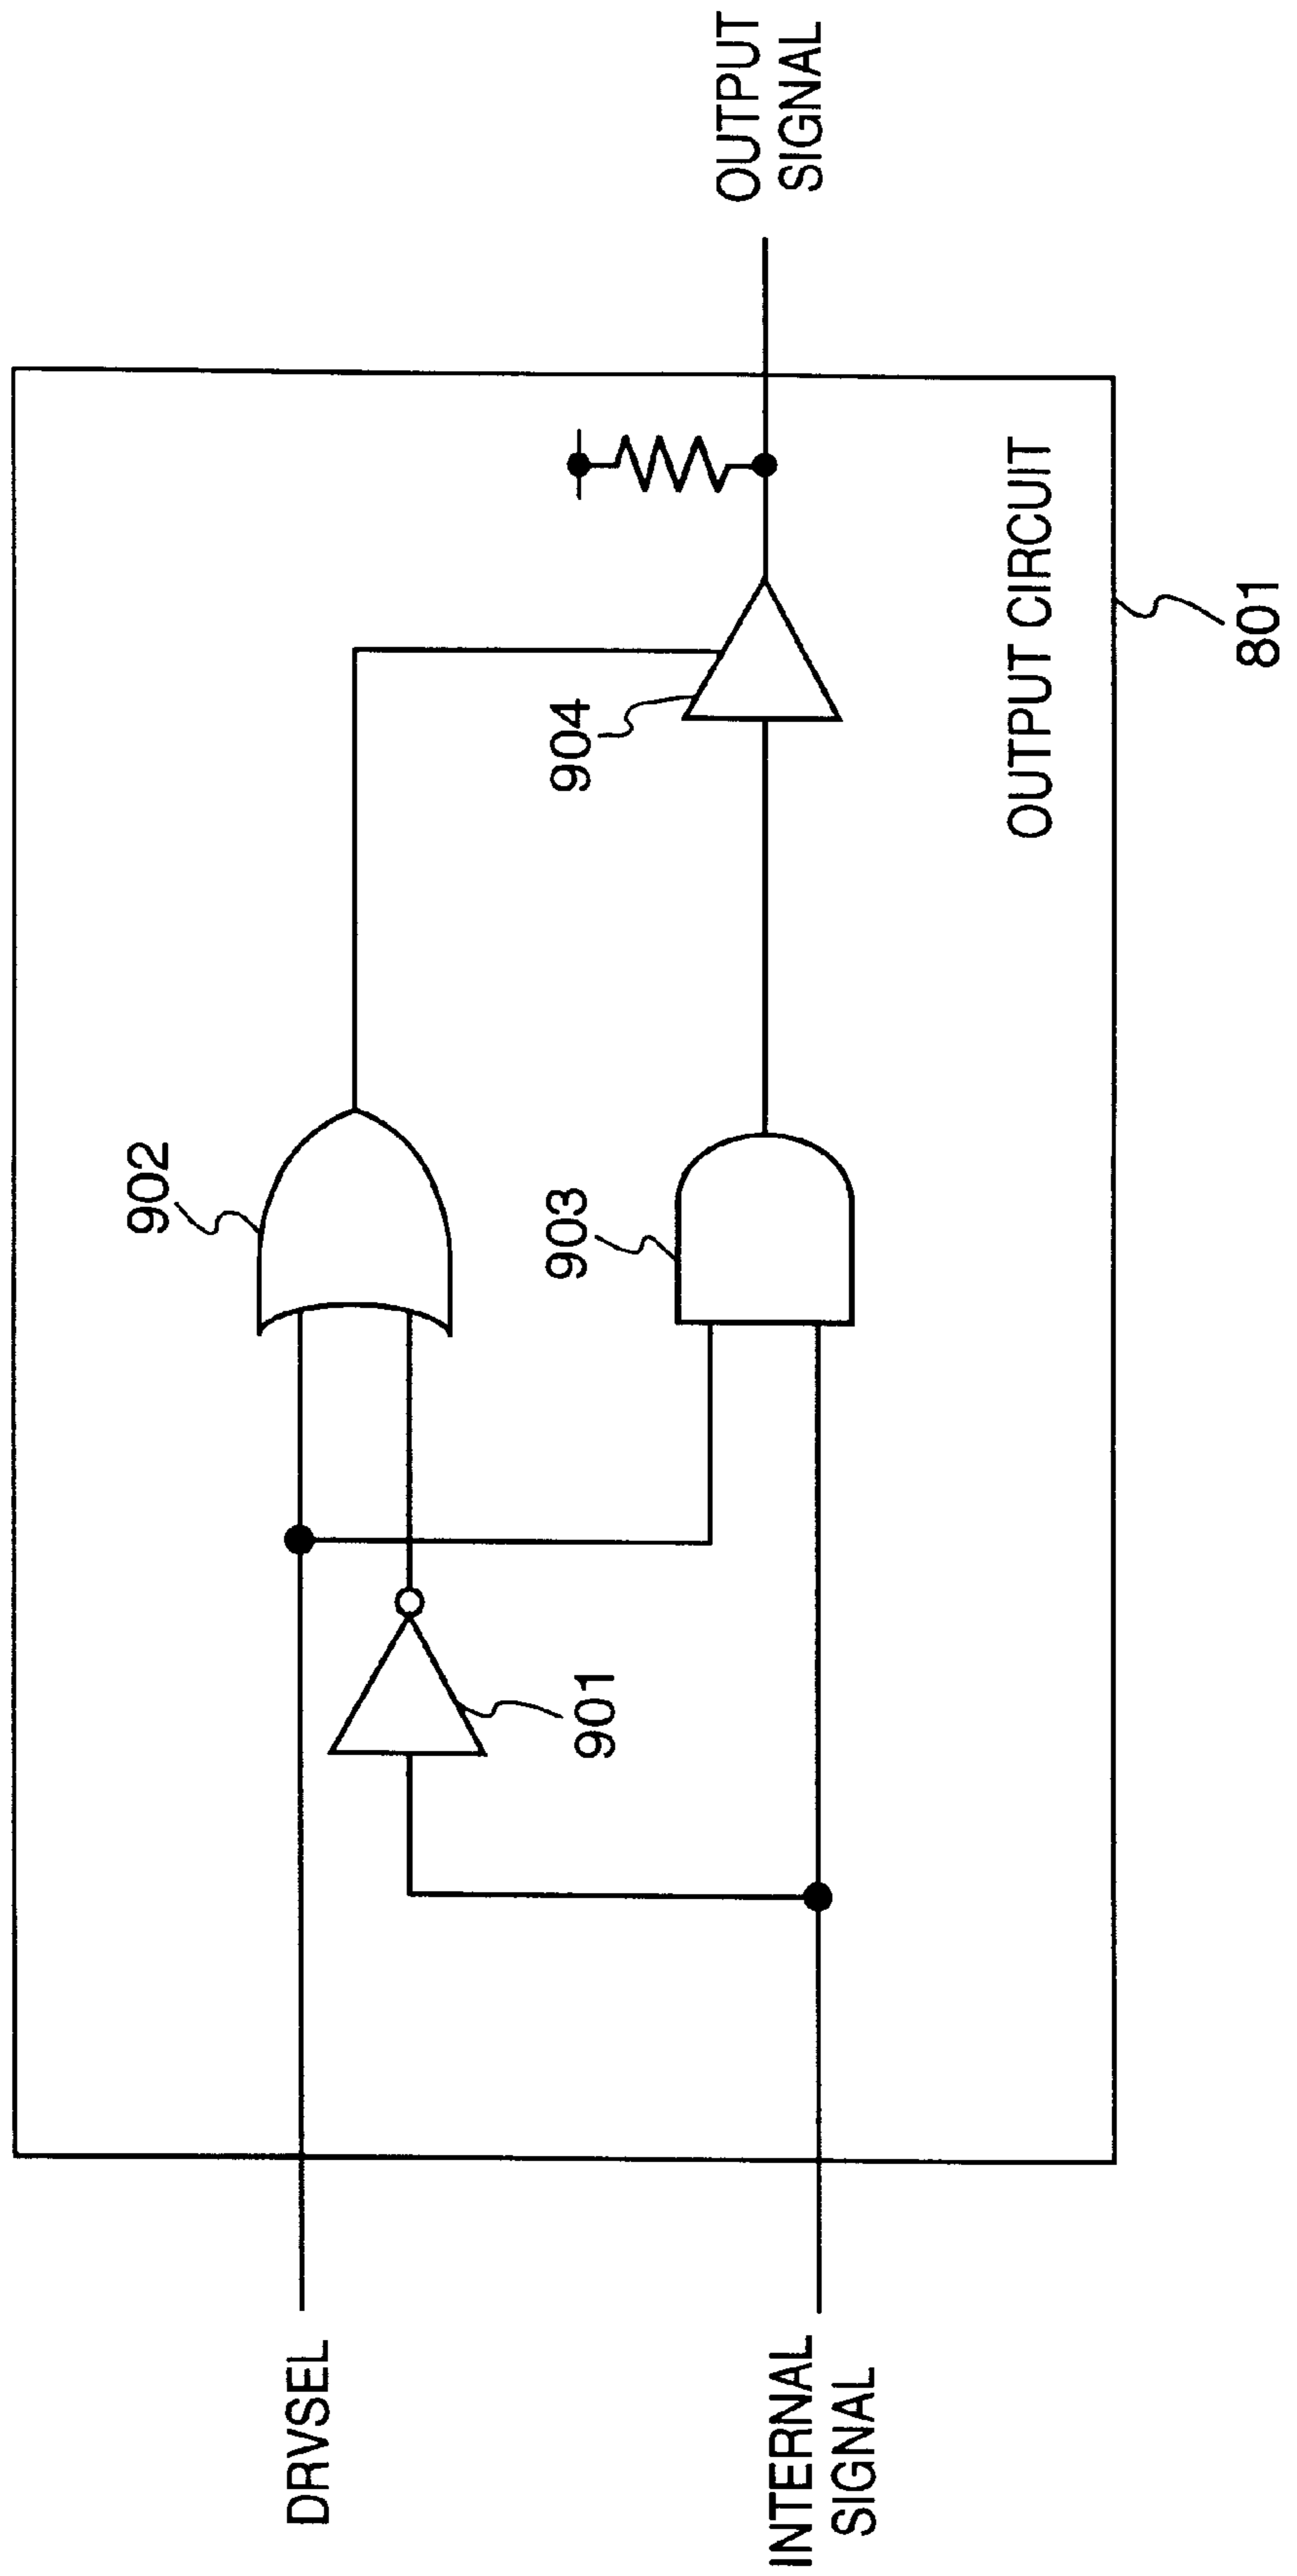 DRVSEL
INTERNAL
SIGNAL
901
902
903
904
OUTPUT CIRCUIT
801
OUTPUT
SIGNAL